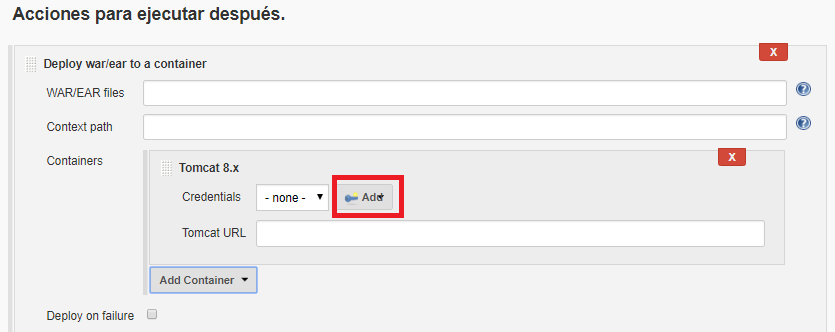 Acciones para ejecutar después.
X
Deploy war/ear to a container
WAR/EAR files
?
Context path
?
Containers
X
Tomcat 8.x
Credentials - none - Add
Tomcat URL
Add Container
Deploy on failure